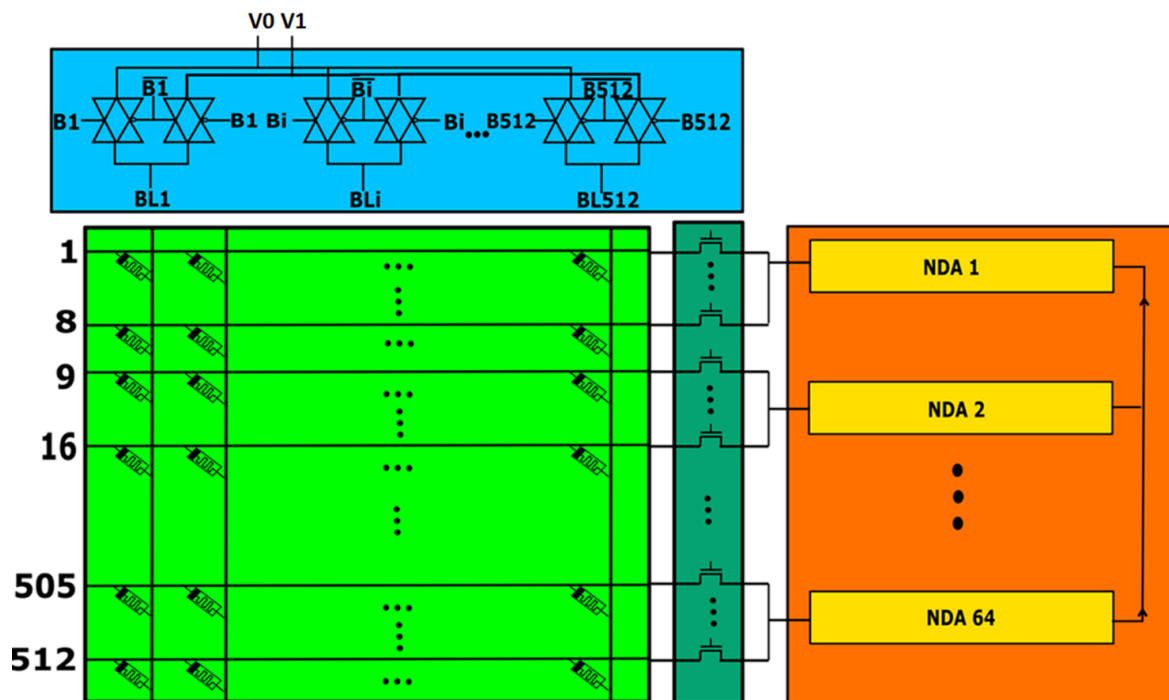 V0 V1
B1 Bi B512
B1 B1 Bi Bi B512 B512
BL1 BLi BL512
1
NDA 1
8
9
NDA 2
16
505
NDA 64
512